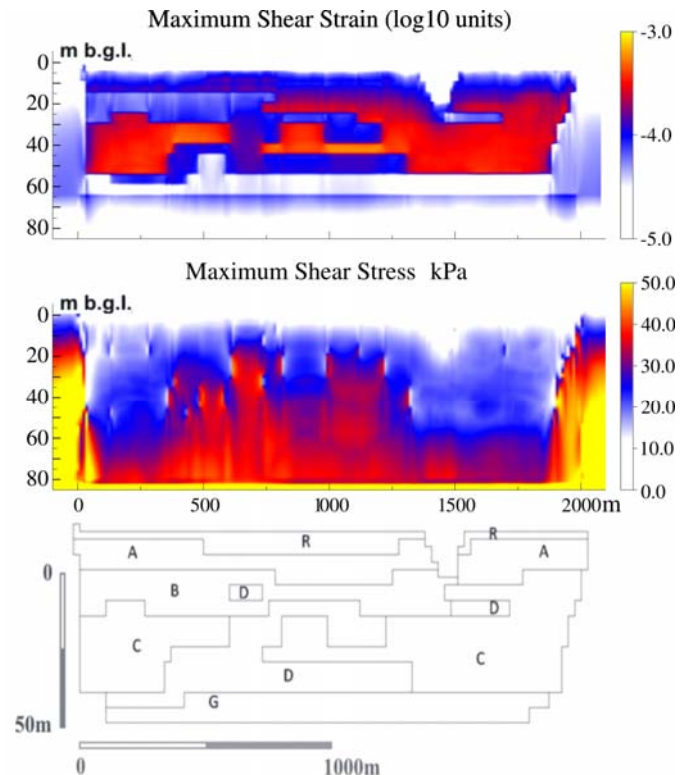 Maximum Shear Strain (log10 units)
m b.g.l.
0
20
40
60
80
-3.0
-4.0
-5.0
Maximum Shear Stress kPa
m b.g.l.
0
20
40
60
80
50.0
40.0
30.0
20.0
10.0
0.0
0 500 1000 1500 2000m
R R
A A
0
B D
D
C C
D
G
50m
0 1000m